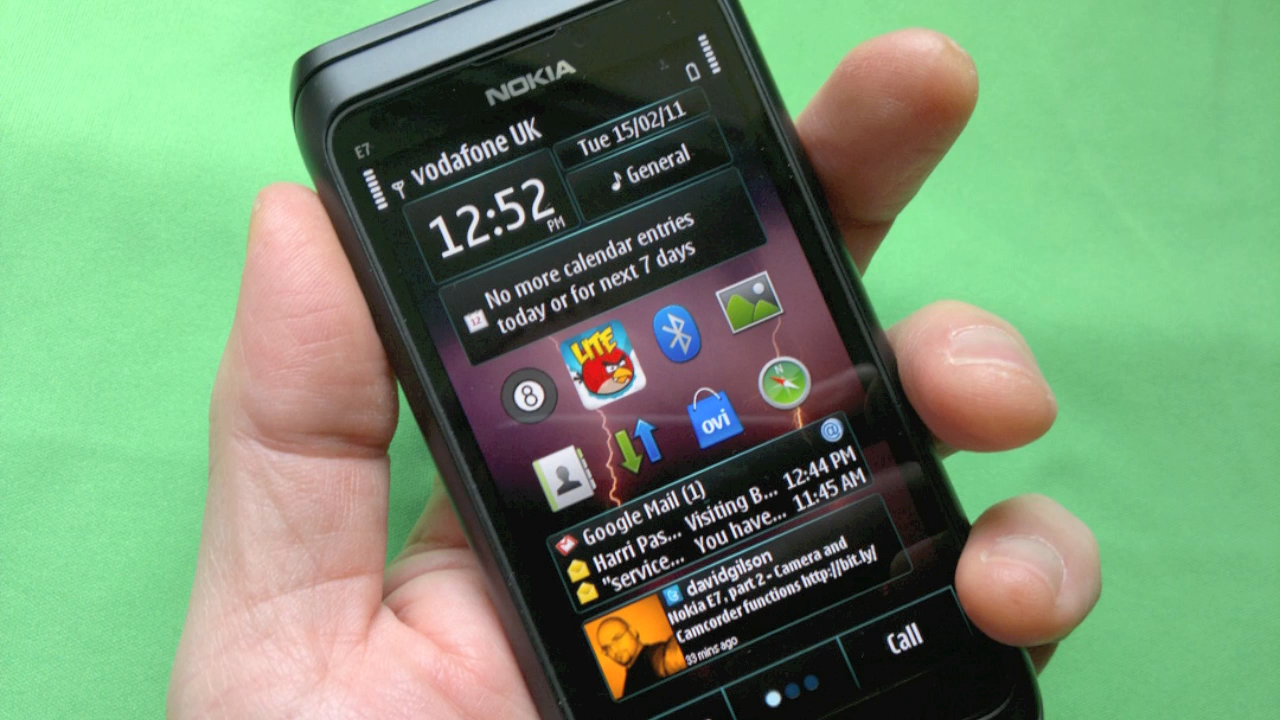 NOKIA
E7
vodafone UK
Tue 15/02/11
12:52
PM
General
No more calendar entries
today or for next 7 days
12
LITE
8
N
ovi
@
Google Mail (1)
Harri Pas... Visiting B... 12:44 PM
"service... You have... 11:45 AM
davidgilson
Nokia E7, part 2 - Camera and
Camcorder functions http://bit.ly/
33 mins ago
Call